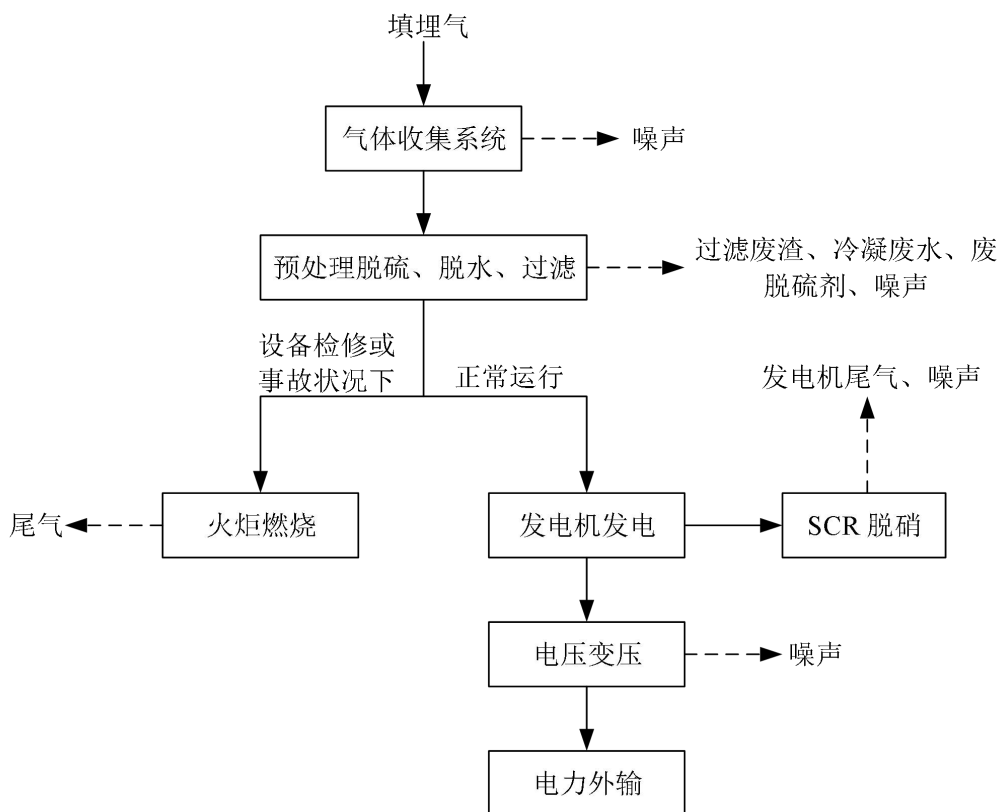 填埋气
气体收集系统
噪声
预处理脱硫、脱水、过滤
过滤废渣、冷凝废水、废
脱硫剂、噪声
设备检修或
事故状况下
正常运行
发电机尾气、噪声
尾气
火炬燃烧
发电机发电
SCR 脱硝
电压变压
噪声
电力外输